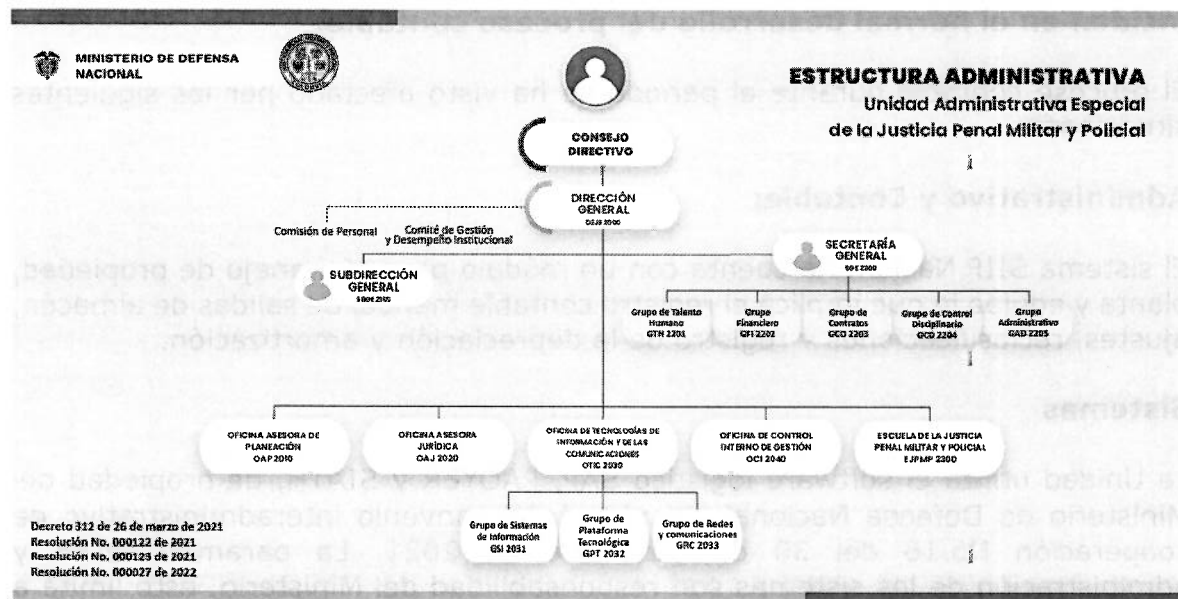 MINISTERIO DE DEFENSA
NACIONAL
ESTRUCTURA ADMINISTRATIVA
Unidad Administrativa Especial
de la Justicia Penal Militar y Policial
CONSEJO
DIRECTIVO
DIRECCIÓN
GENERAL
Comisión de Personal
Comité de Gestión
y Desempeño Institucional
SUBDIRECCIÓN
GENERAL
SECRETARÍA
GENERAL
Grupo de Talento
Humano
GTH 2201
Grupo
Financiero
GFI 2202
Grupo de
Contratos
GCO 2203
Grupo de Control
Disciplinario
GCD 2204
Grupo
Administrativo
GAD 2205
OFICINA ASESORA DE
PLANEACIÓN
OAP 2010
OFICINA ASESORA
JURÍDICA
OAJ 2020
OFICINA DE TECNOLOGÍAS DE
INFORMACIÓN Y DE LAS
COMUNICACIONES
OTIC 2030
OFICINA DE CONTROL
INTERNO DE GESTIÓN
OCI 2040
ESCUELA DE LA JUSTICIA
PENAL MILITAR Y POLICIAL
EJPMP 2300
Grupo de Sistemas
de Información
GSI 2031
Grupo de
Plataforma
Tecnológica
GPT 2032
Grupo de Redes
y comunicaciones
GRC 2033
Decreto 312 de 26 de marzo de 2021
Resolución No. 000122 de 2021
Resolución No. 000123 de 2021
Resolución No. 000027 de 2022